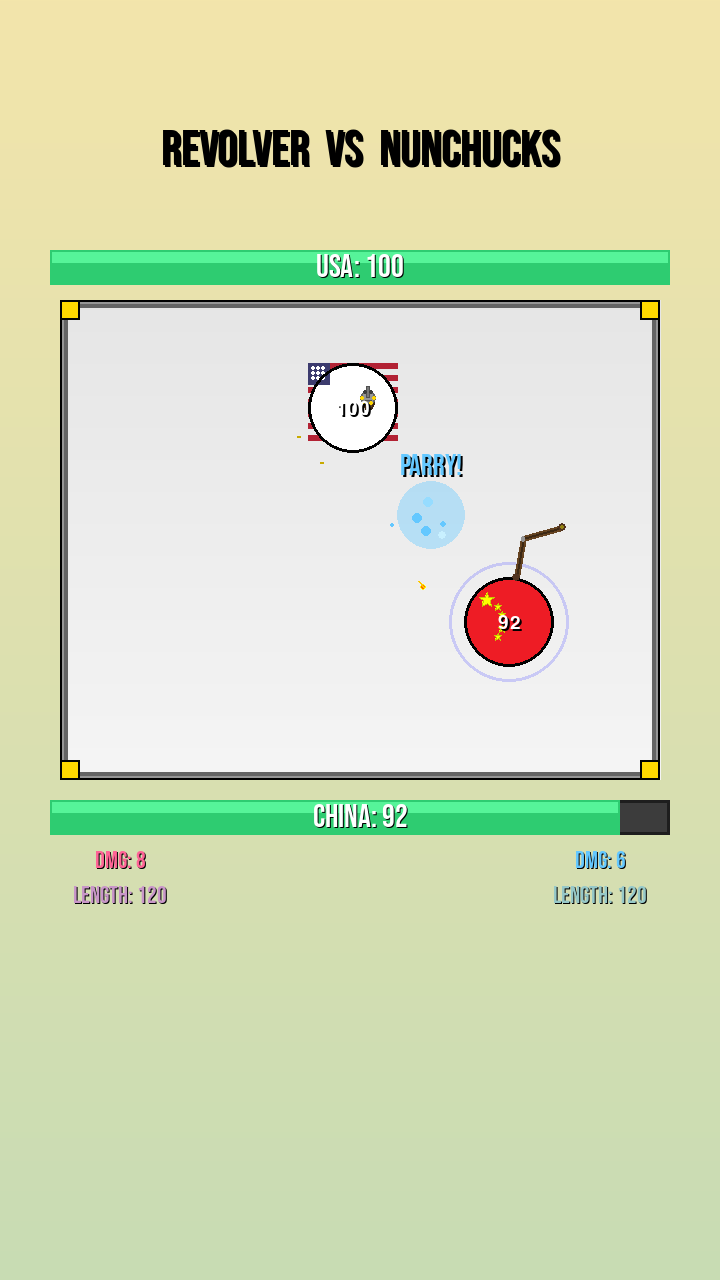 REVOLVER VS NUNCHUCKS
USA: 100
100
PARRY!
92
CHINA: 92
DMG: 8
DMG: 6
LENGTH: 120
LENGTH: 120